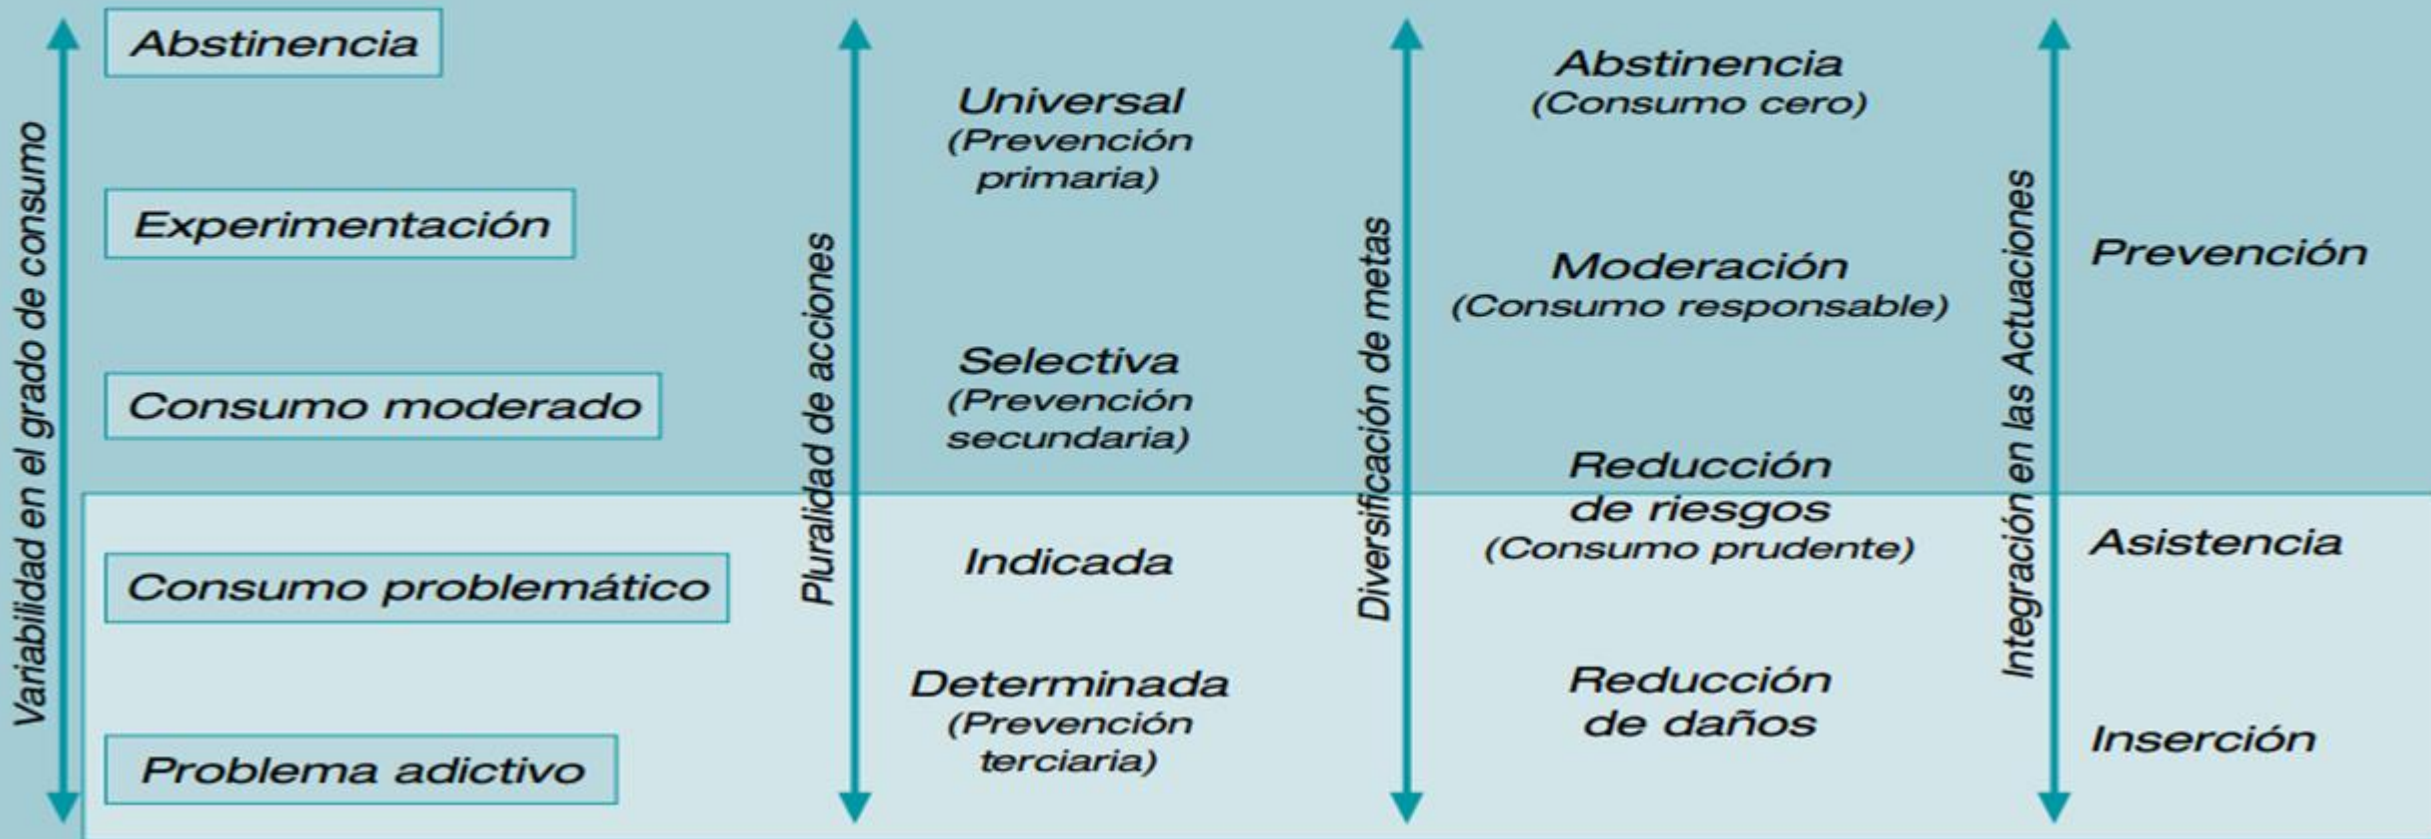 Variabilidad en el grado de consumo
Abstinencia
Experimentación
Consumo moderado
Consumo problemático
Problema adictivo
Pluralidad de acciones
Universal
(Prevención
primaria)
Selectiva
(Prevención
secundaria)
Indicada
Determinada
(Prevención
terciaria)
Diversificación de metas
Abstinencia
(Consumo cero)
Moderación
(Consumo responsable)
Reducción
de riesgos
(Consumo prudente)
Reducción
de daños
Integración en las Actuaciones
Prevención
Asistencia
Inserción